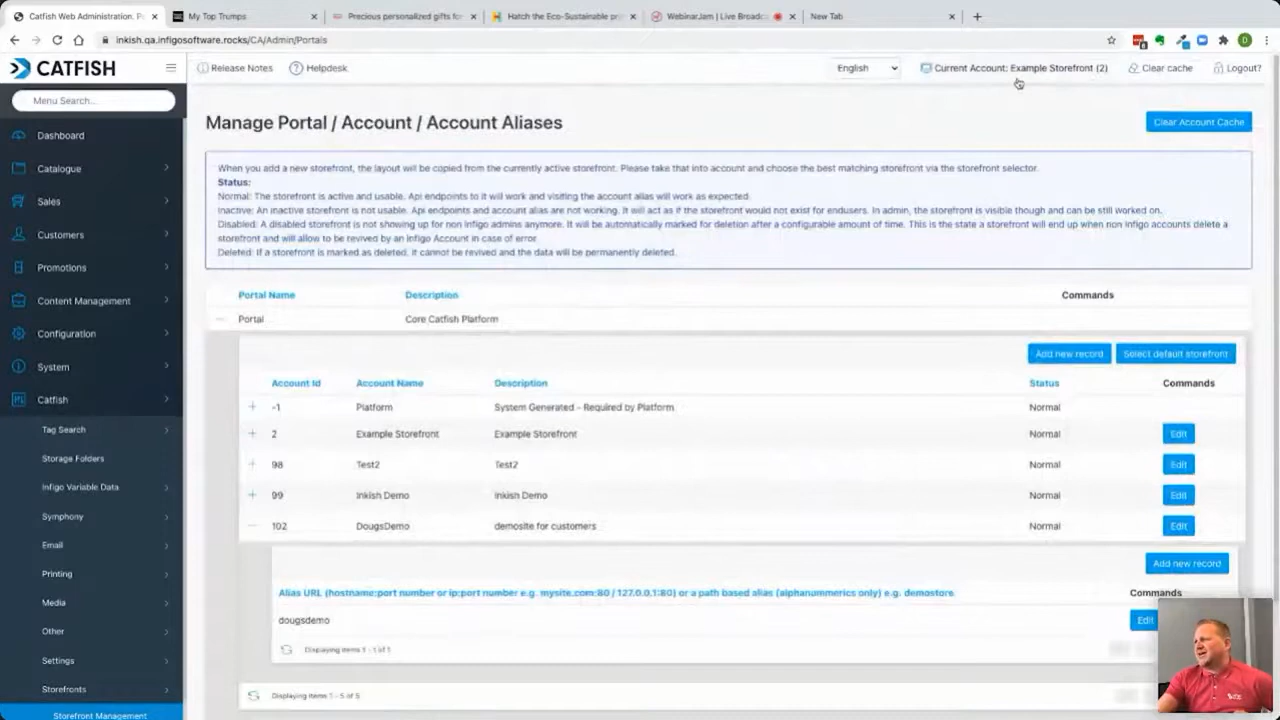 Catfish Web Administration. P
My Top Trumps
Precious personalized gifts for
Hatch the Eco-Sustainable pri
WebinarJam | Live Broadc
New Tab
inkish.qa.infigosoftware.rocks/CA/Admin/Portals
CATFISH
Release Notes
Helpdesk
English
Current Account: Example Storefront (2)
Clear cache
Logout?
Menu Search...
Dashboard
Catalogue
Sales
Customers
Promotions
Content Management
Configuration
System
Catfish
Tag Search
Storage Folders
Infigo Variable Data
Symphony
Email
Printing
Media
Other
Settings
Storefronts
Storefront Management
Manage Portal / Account / Account Aliases
Clear Account Cache
When you add a new storefront, the layout will be copied from the currently active storefront. Please take that into account and choose the best matching storefront via the storefront selector.
Status:
Normal: The storefront is active and usable. Api endpoints to it will work and visiting the account alias will work as expected.
Inactive: An inactive storefront is not usable. Api endpoints and account alias are not working. It will act as if the storefront would not exist for endusers. In admin, the storefront is visible though and can be still worked on.
Disabled: A disabled storefront is not showing up for non Infigo admins anymore. It will be automatically marked for deletion after a configurable amount of time. This is the state a storefront will end up when non Infigo accounts delete a
storefront and will allow to be revived by an Infigo Account in case of error.
Deleted: If a storefront is marked as deleted. It cannot be revived and the data will be permanently deleted.
Portal Name Description Commands
Portal Core Catfish Platform
Add new record Select default storefront
Account Id Account Name Description Status Commands
-1 Platform System Generated - Required by Platform Normal
2 Example Storefront Example Storefront Normal Edit
98 Test2 Test2 Normal Edit
99 Inkish Demo Inkish Demo Normal Edit
102 DougsDemo demosite for customers Normal Edit
Add new record
Alias URL (hostname:port number or ip:port number e.g. mysite.com:80 / 127.0.0.1:80) or a path based alias (alphanummerics only) e.g. demostore. Commands
dougsdemo Edit
Displaying items 1 - 1 of 1
Displaying items 1 - 5 of 5